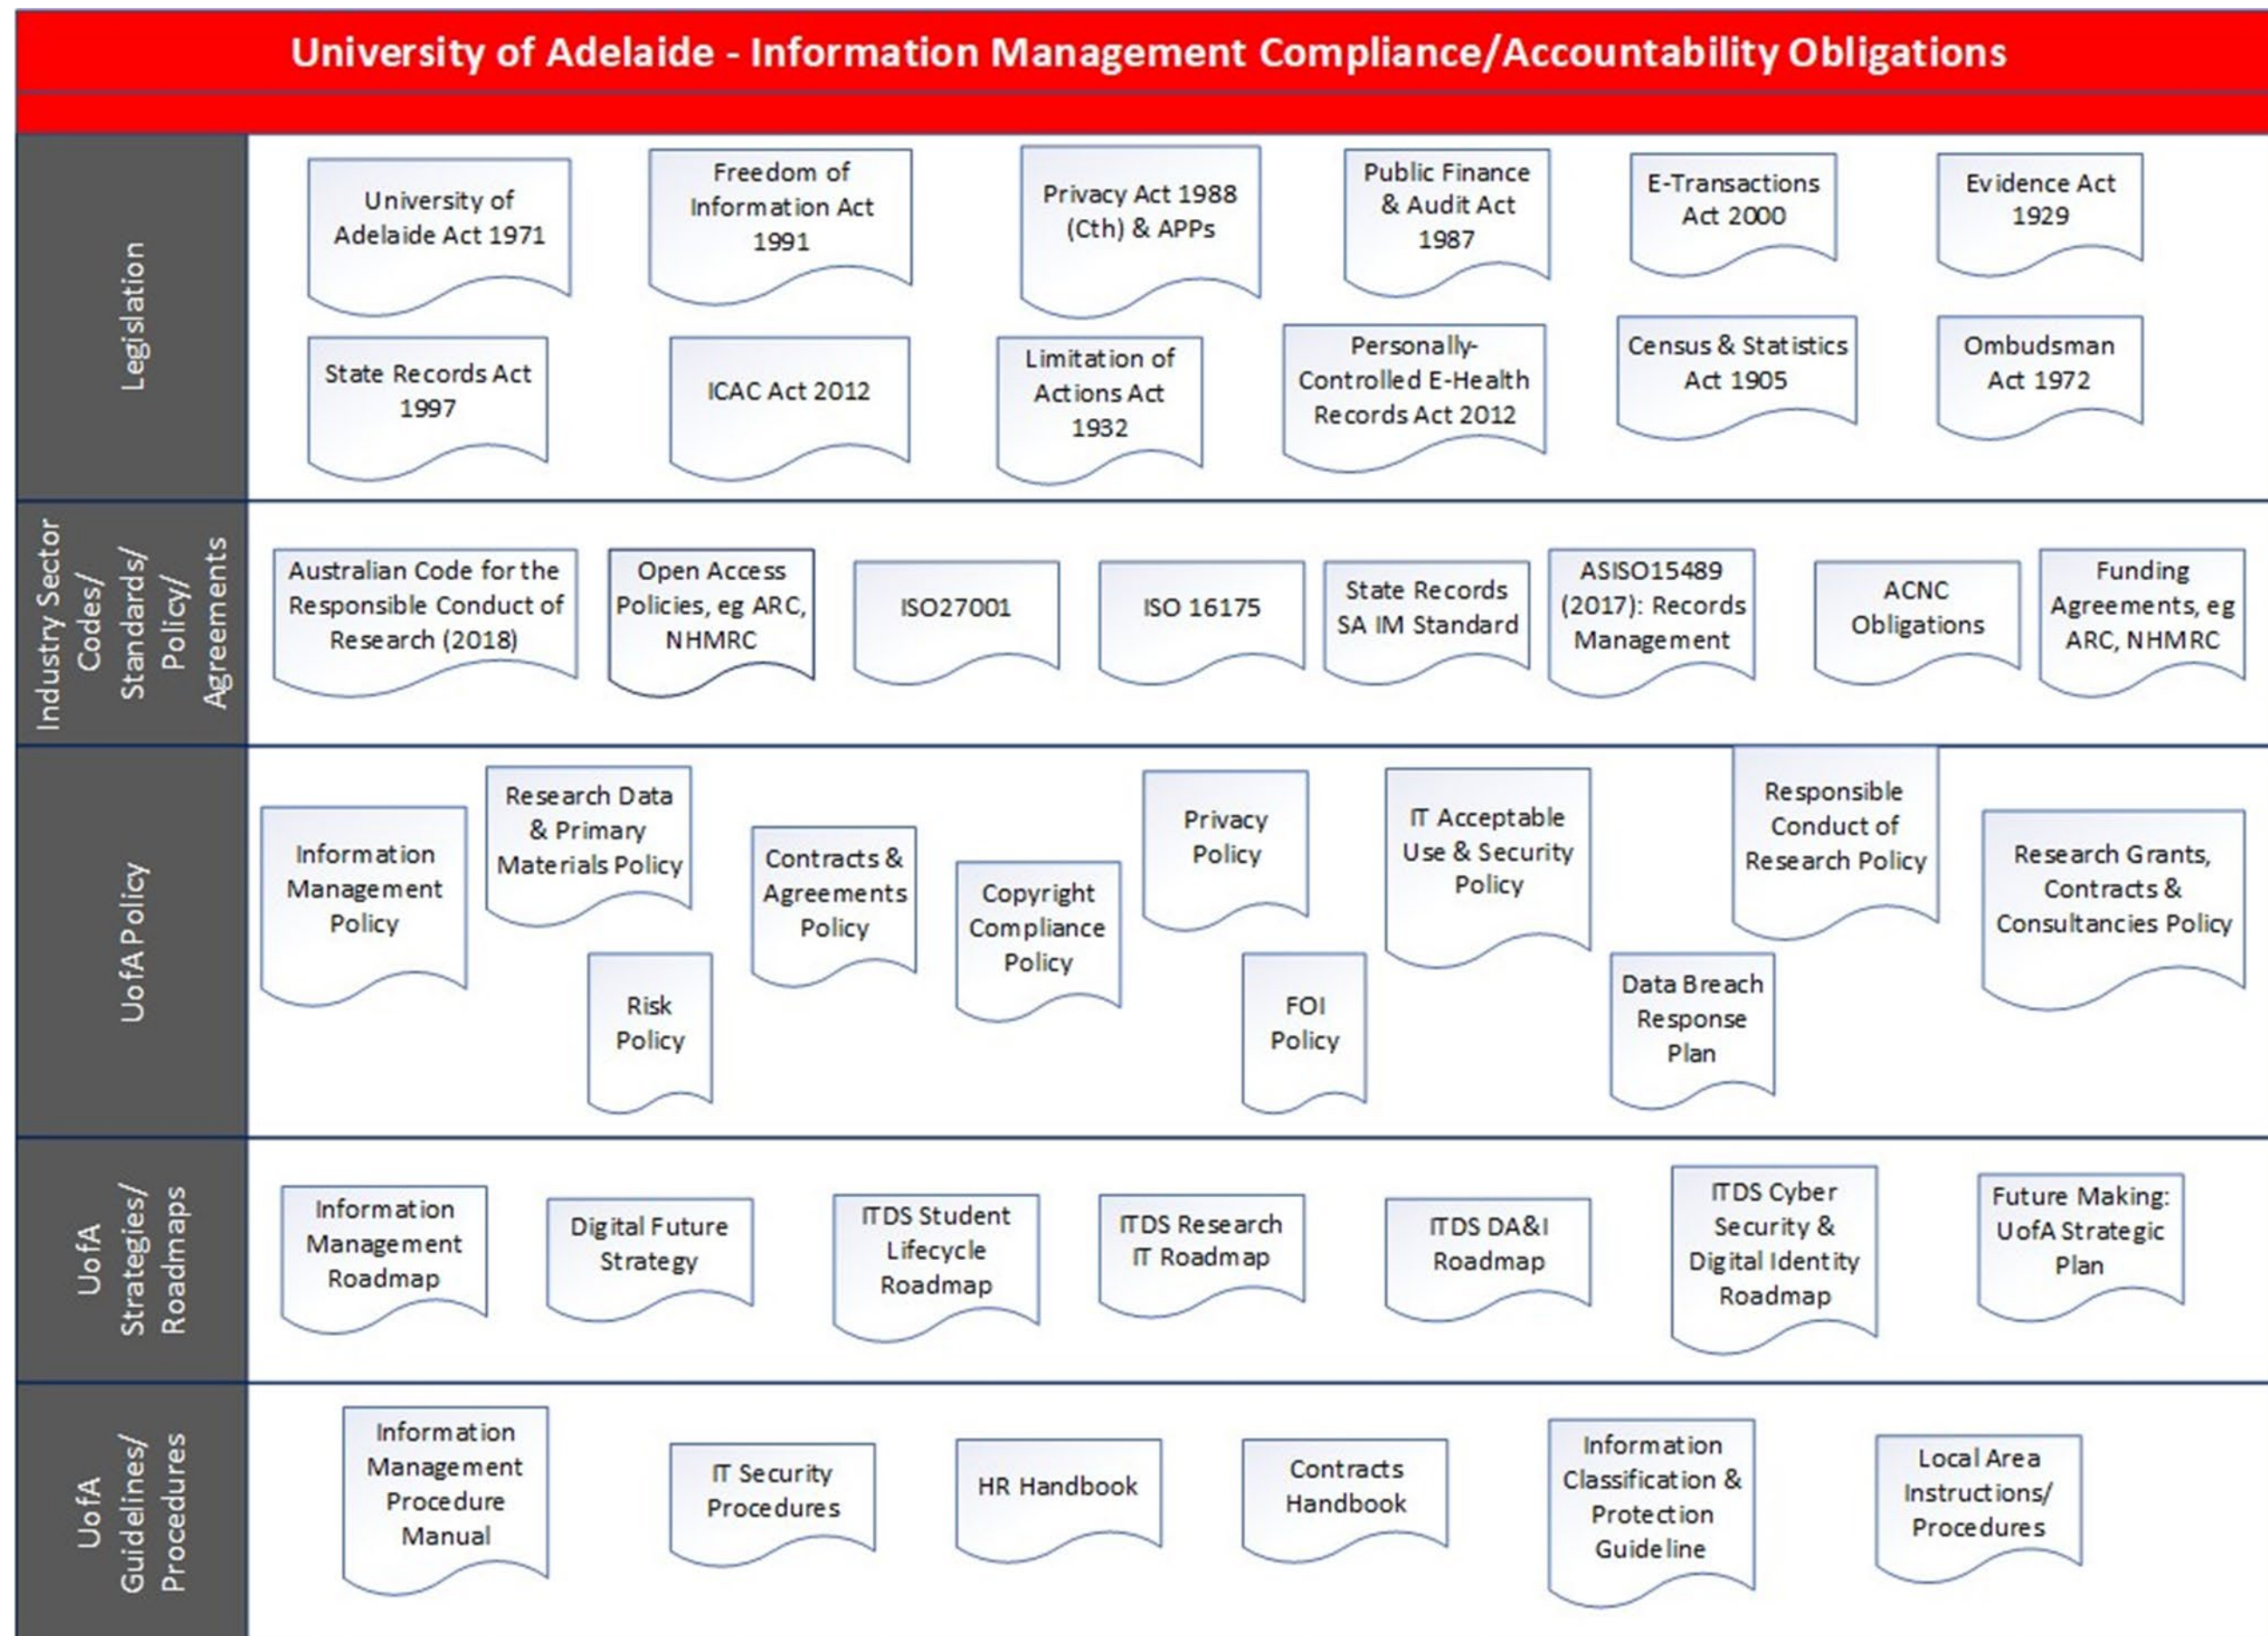 University of Adelaide - Information Management Compliance/Accountability Obligations
Legislation
University of
Adelaide Act 1971
Freedom of
Information Act
1991
Privacy Act 1988
(Cth) & APPs
Public Finance
& Audit Act
1987
E-Transactions
Act 2000
Evidence Act
1929
State Records Act
1997
ICAC Act 2012
Limitation of
Actions Act
1932
Personally-
Controlled E-Health
Records Act 2012
Census & Statistics
Act 1905
Ombudsman
Act 1972
Industry Sector
Codes/
Standards/
Policy/
Agreements
Australian Code for the
Responsible Conduct of
Research (2018)
Open Access
Policies, eg ARC,
NHMRC
ISO27001
ISO 16175
State Records
SA IM Standard
ASISO15489
(2017): Records
Management
ACNC
Obligations
Funding
Agreements, eg
ARC, NHMRC
UofA Policy
Information
Management
Policy
Research Data
& Primary
Materials Policy
Risk
Policy
Contracts &
Agreements
Policy
Copyright
Compliance
Policy
Privacy
Policy
FOI
Policy
IT Acceptable
Use & Security
Policy
Data Breach
Response
Plan
Responsible
Conduct of
Research Policy
Research Grants,
Contracts &
Consultancies Policy
UofA
Strategies/
Roadmaps
Information
Management
Roadmap
Digital Future
Strategy
ITDS Student
Lifecycle
Roadmap
ITDS Research
IT Roadmap
ITDS DA&I
Roadmap
ITDS Cyber
Security &
Digital Identity
Roadmap
Future Making:
UofA Strategic
Plan
UofA
Guidelines/
Procedures
Information
Management
Procedure
Manual
IT Security
Procedures
HR Handbook
Contracts
Handbook
Information
Classification &
Protection
Guideline
Local Area
Instructions/
Procedures